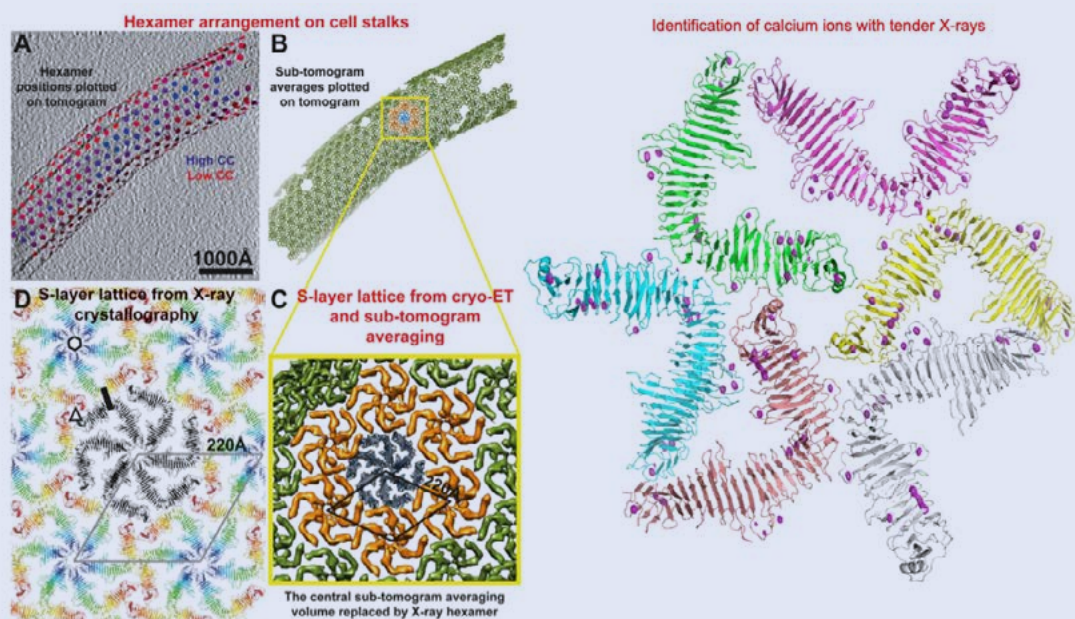 Hexamer arrangement on cell stalks
A
Hexamer
positions plotted
on tomogram
High CC
Low CC
1000Å
B
Sub-tomogram
averages plotted
on tomogram
D
S-layer lattice from X-ray
crystallography
220Å
C
S-layer lattice from cryo-ET
and sub-tomogram
averaging
220Å
The central sub-tomogram averaging
volume replaced by X-ray hexamer
Identification of calcium ions with tender X-rays